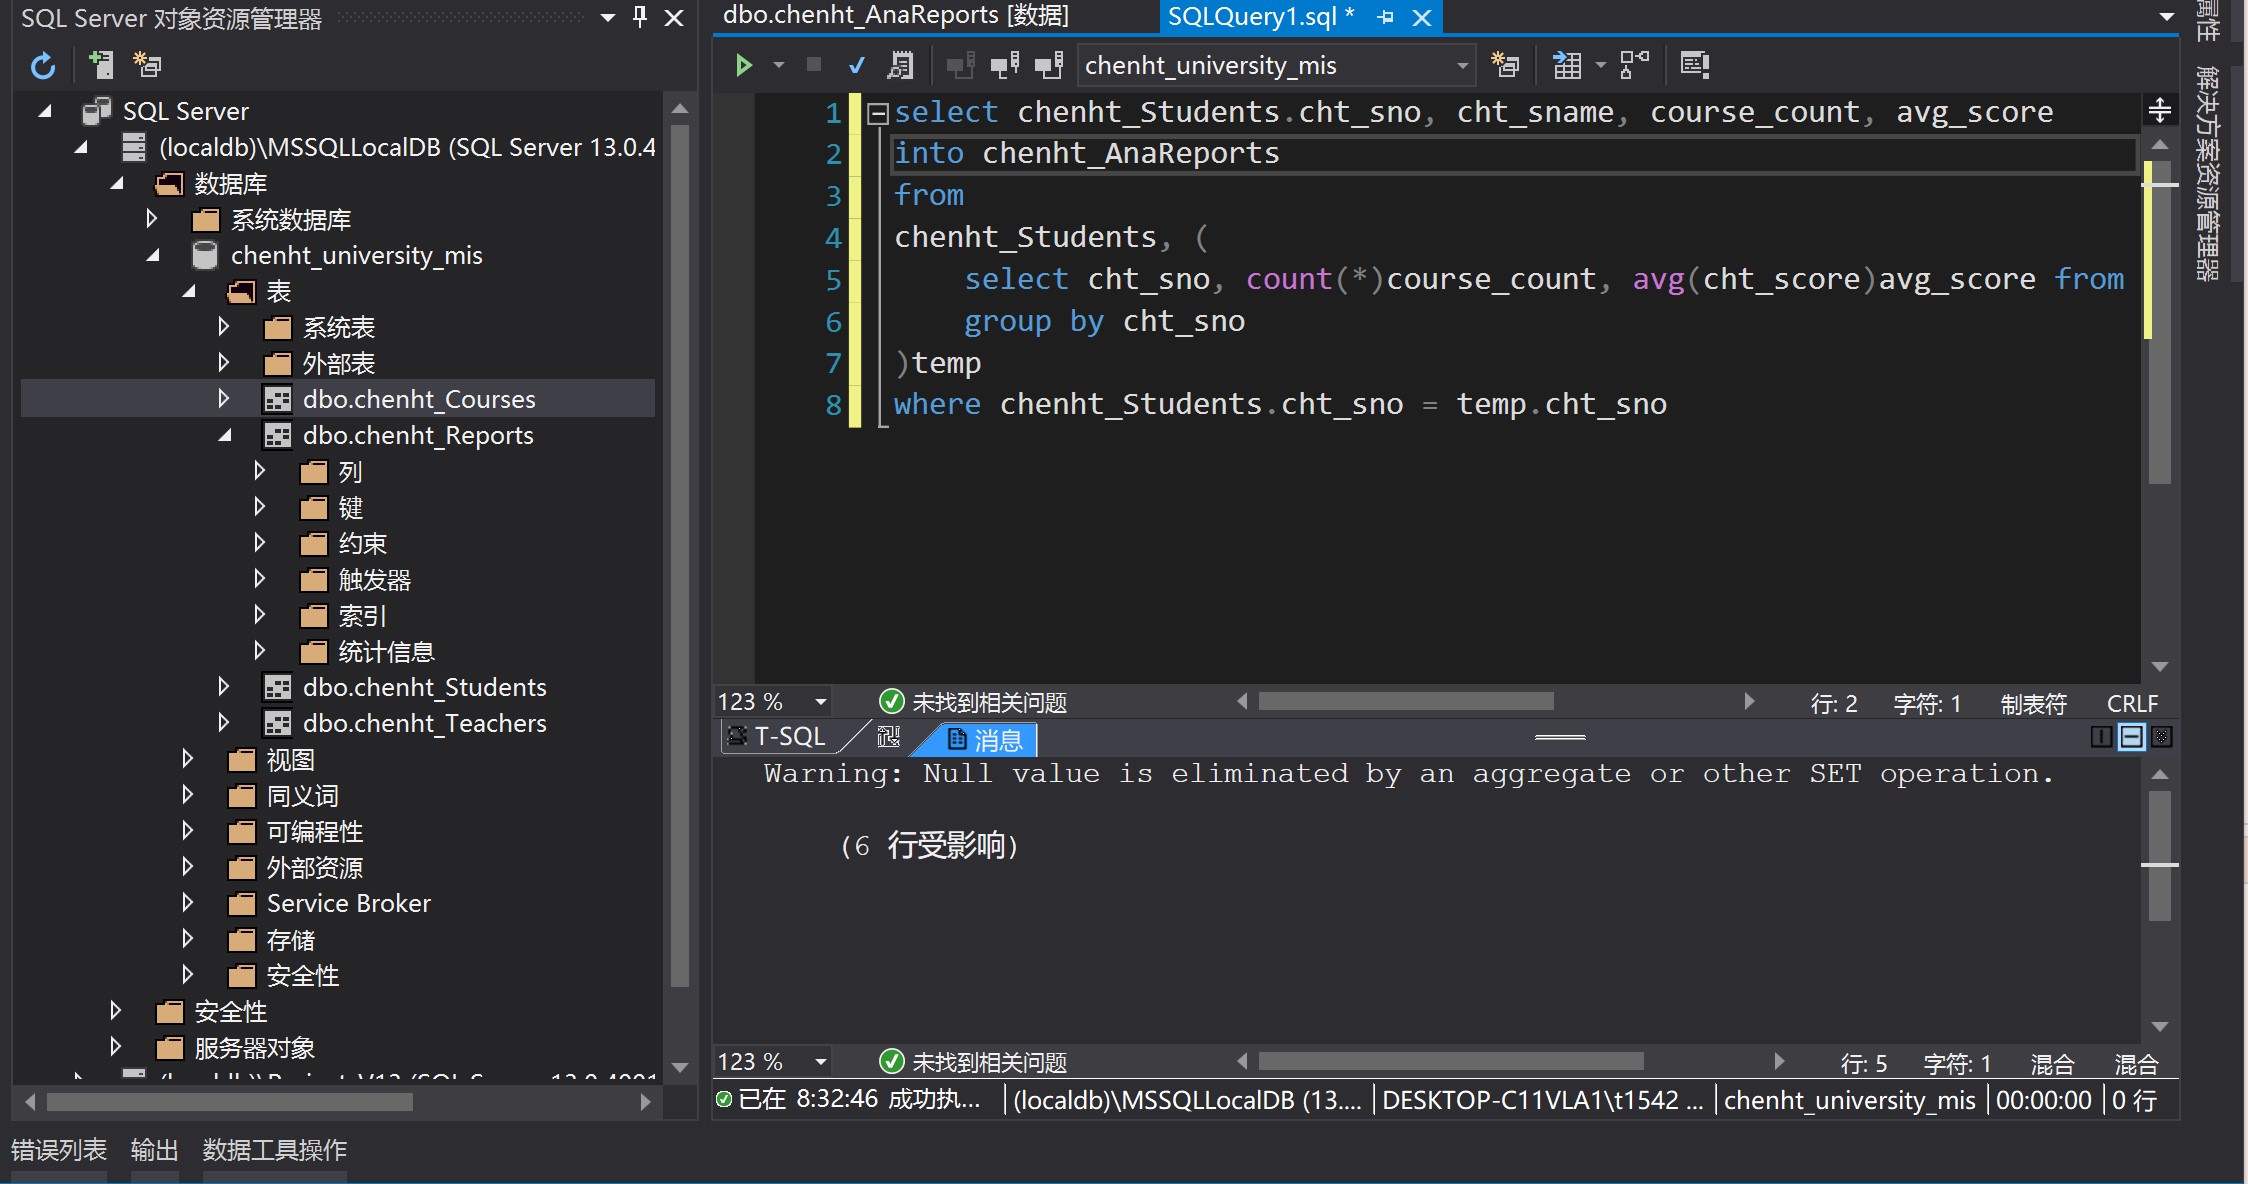 SQL Server 对象资源管理器
SQL Server
(localdb)\MSSQLLocalDB (SQL Server 13.0.4
数据库
系统数据库
chenht_university_mis
表
系统表
外部表
dbo.chenht_Courses
dbo.chenht_Reports
列
键
约束
触发器
索引
统计信息
dbo.chenht_Students
dbo.chenht_Teachers
视图
同义词
可编程性
外部资源
Service Broker
存储
安全性
安全性
服务器对象
dbo.chenht_AnaReports [数据]
SQLQuery1.sql *
chenht_university_mis
1 select chenht_Students.cht_sno, cht_sname, course_count, avg_score
2 into chenht_AnaReports
3 from
4 chenht_Students, (
5 select cht_sno, count(*)course_count, avg(cht_score)avg_score from
6 group by cht_sno
7 )temp
8 where chenht_Students.cht_sno = temp.cht_sno
123 % 未找到相关问题 行: 2 字符: 1 制表符 CRLF
T-SQL 消息
Warning: Null value is eliminated by an aggregate or other SET operation.
(6 行受影响)
123 % 未找到相关问题 行: 5 字符: 1 混合 混合
已在 8:32:46 成功执... (localdb)\MSSQLLocalDB (13.... DESKTOP-C11VLA1\t1542 ... chenht_university_mis 00:00:00 0 行
错误列表 输出 数据工具操作
属性
解决方案资源管理器